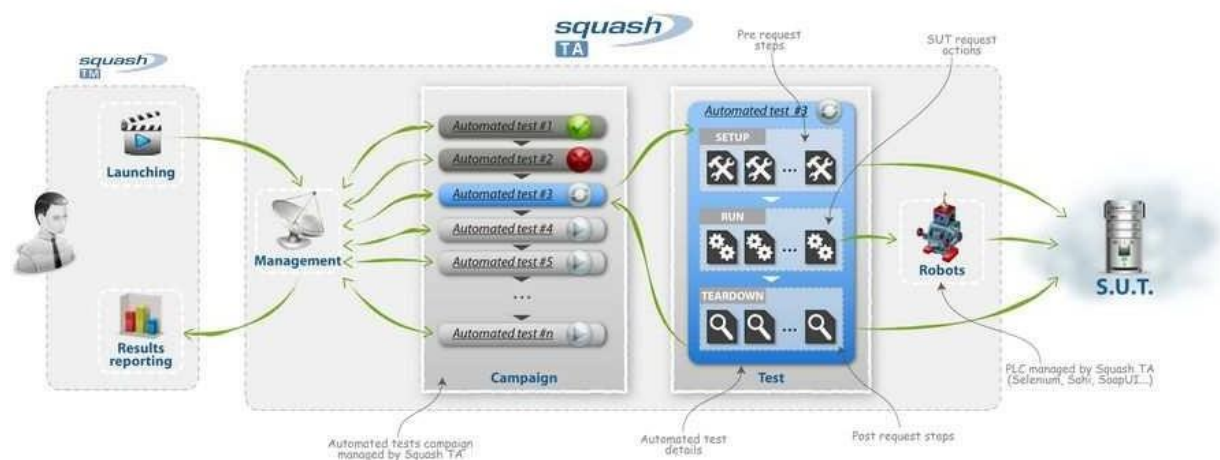 squash
TM
Launching
Results
reporting
squash
TA
Management
Automated test #1
Automated test #2
Automated test #3
Automated test #4
Automated test #5
...
Automated test #n
Campaign
Automated tests campaign
managed by Squash TA
Pre request
steps
Automated test #3
SETUP
...
RUN
...
TEARDOWN
...
Test
Automated test
details
SUT request
actions
Post request steps
Robots
PLC managed by Squash TA
(Selenium, Sahi, SoapUI...)
S.U.T.